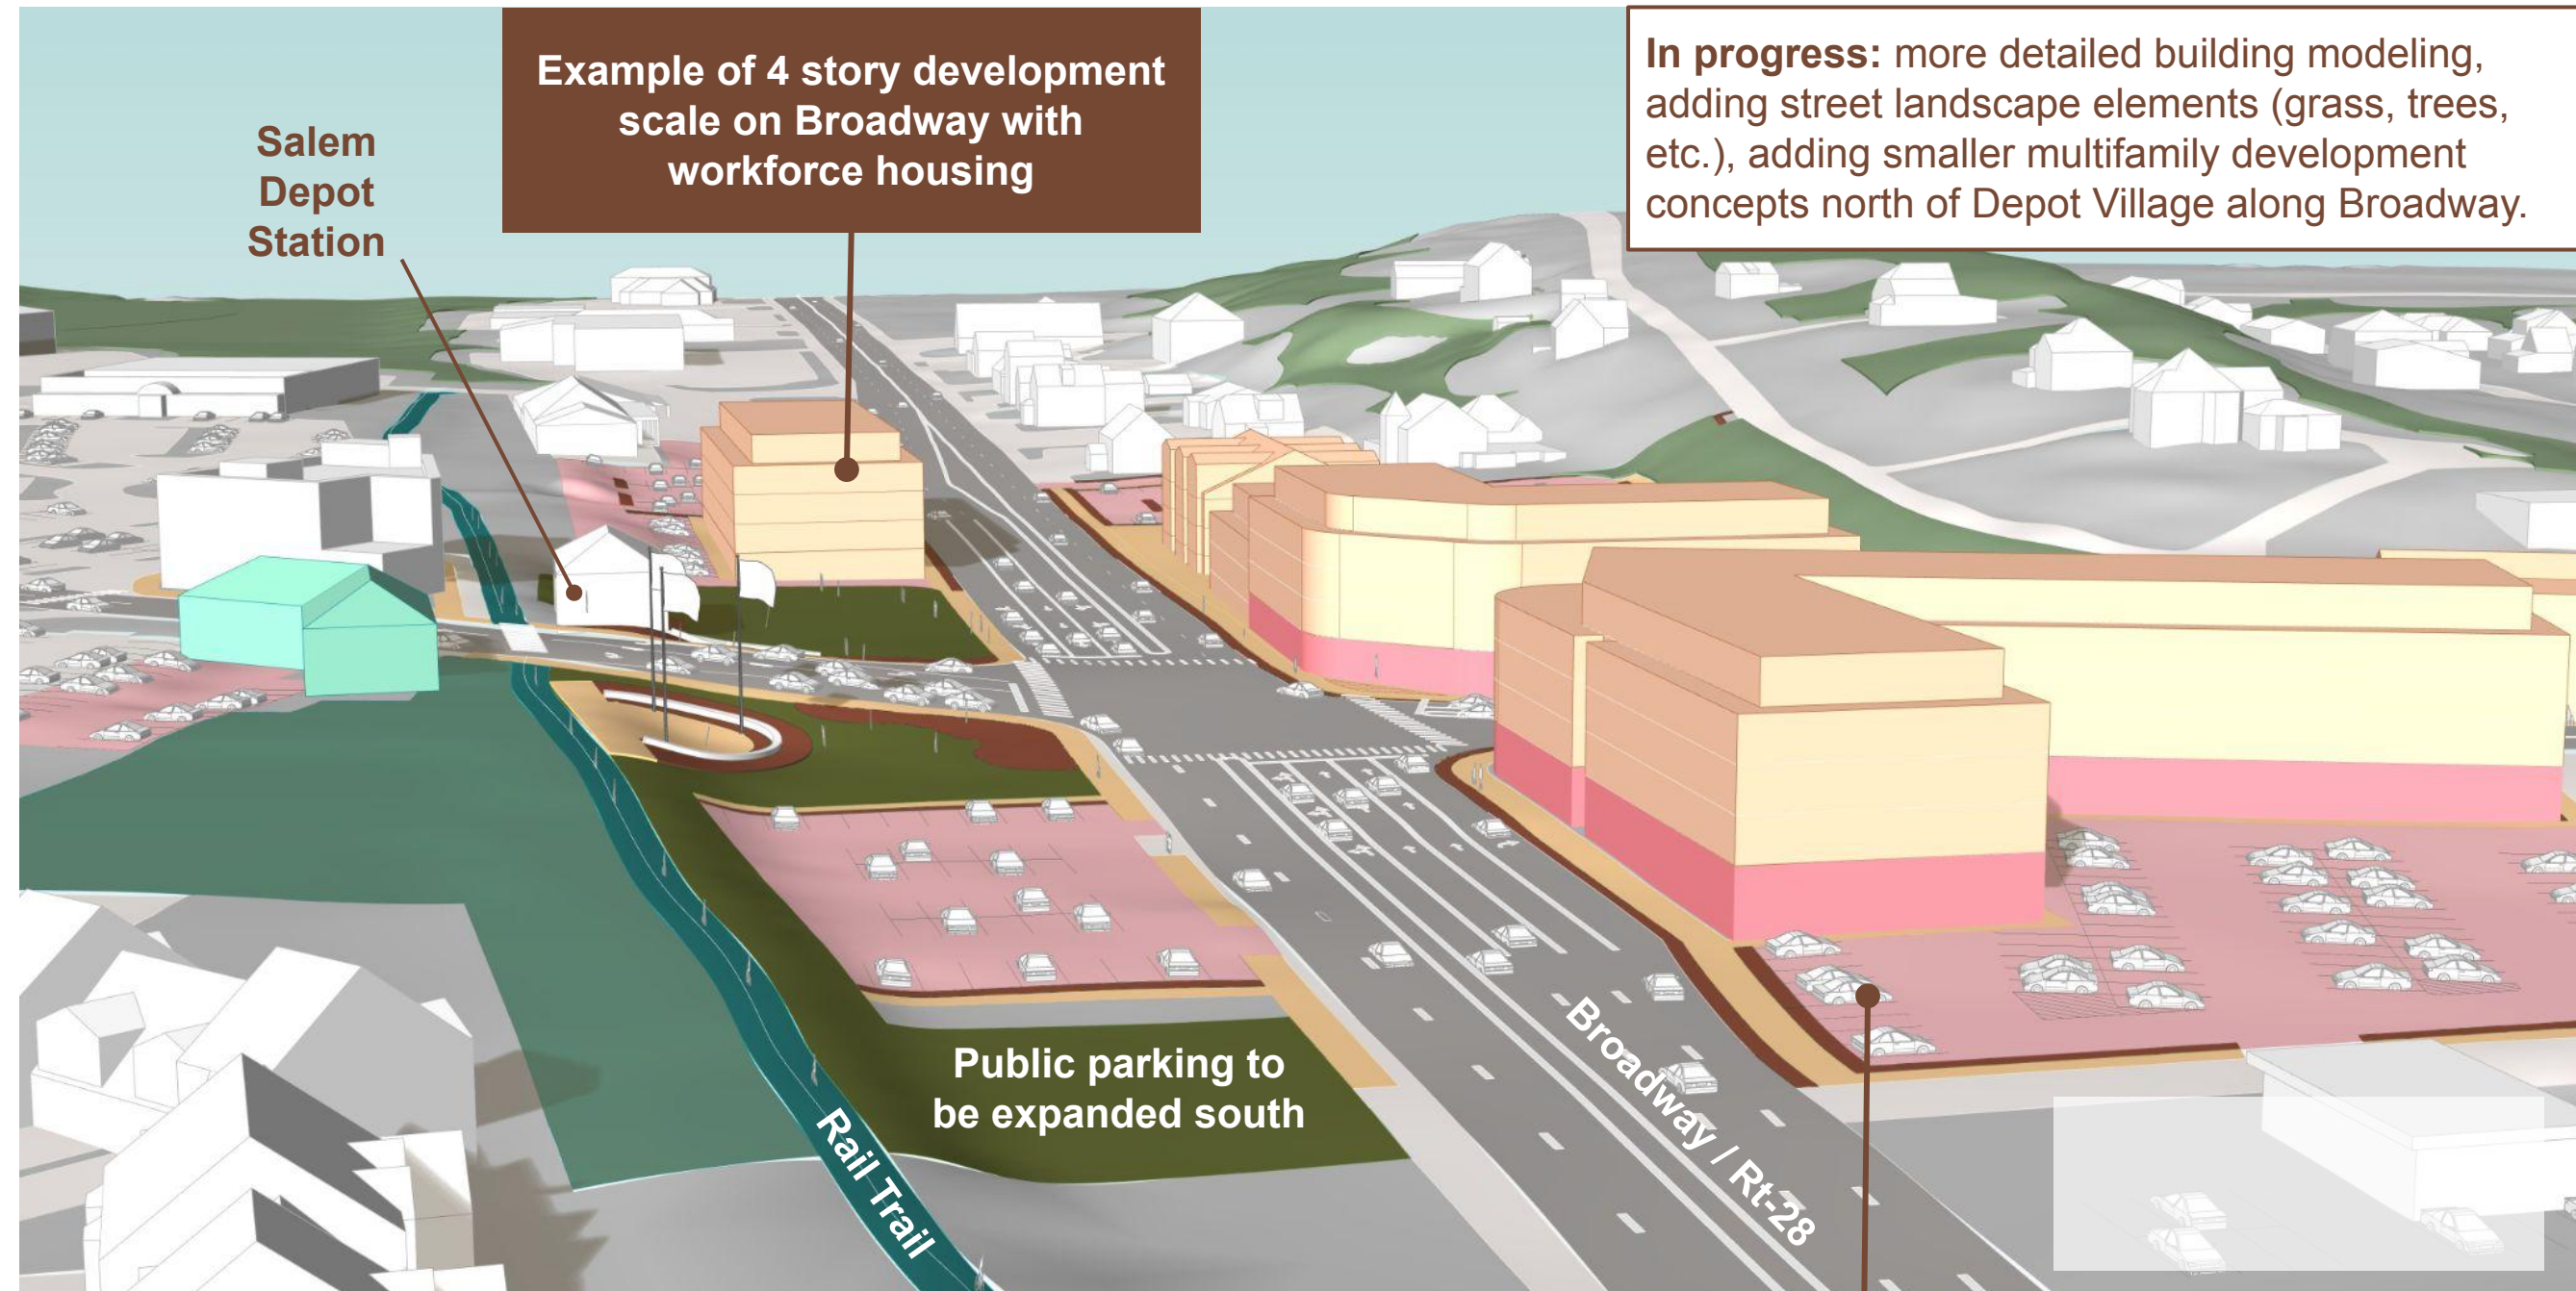 Example of 4 story development
scale on Broadway with
workforce housing
In progress: more detailed building modeling,
adding street landscape elements (grass, trees,
etc.), adding smaller multifamily development
concepts north of Depot Village along Broadway.
Salem
Depot
Station
Public parking to
be expanded south
Rail Trail
Broadway / Rt-28